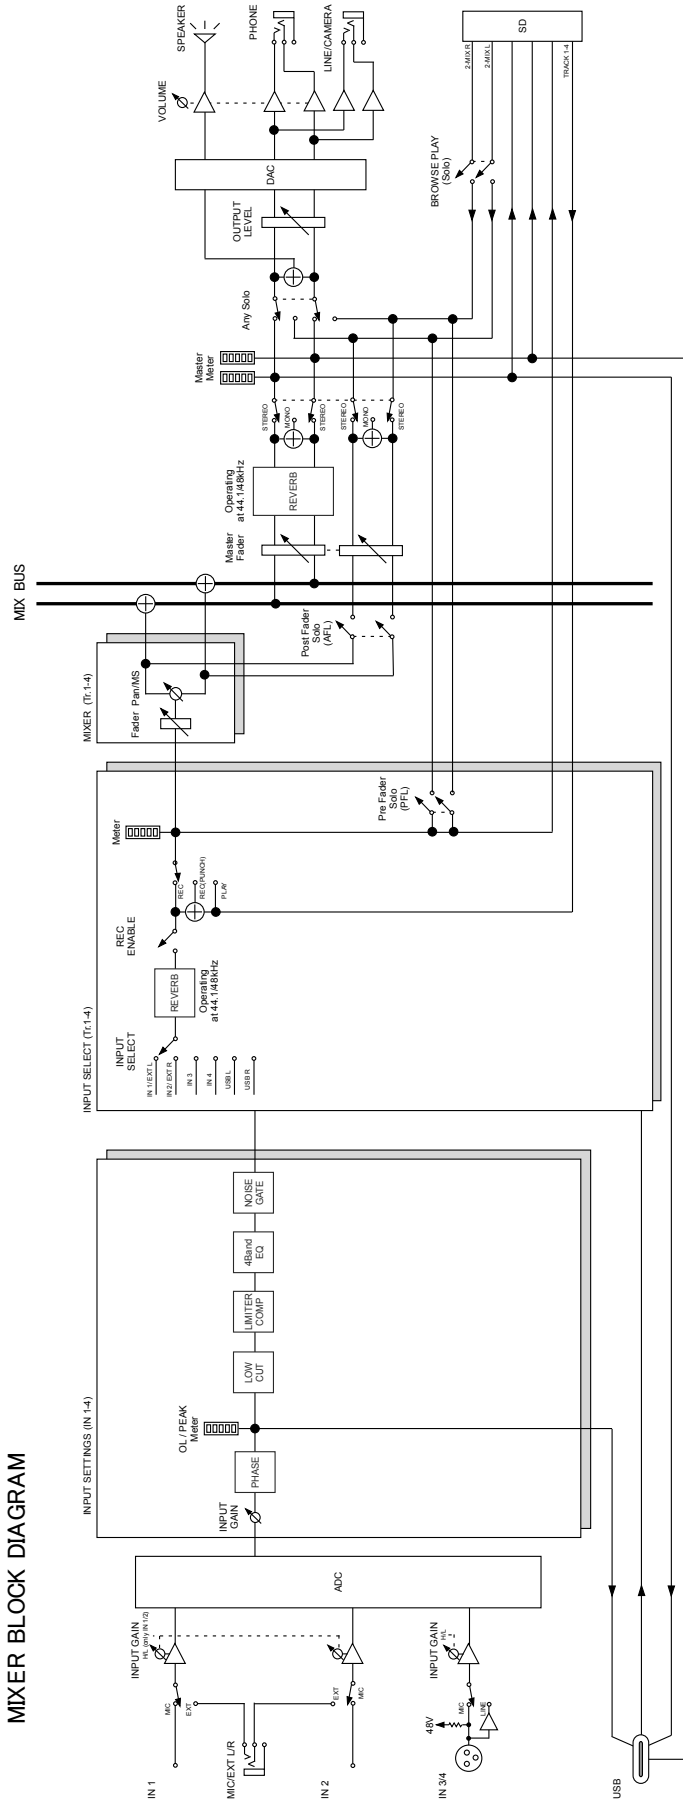 MIXER BLOCK DIAGRAM
IN 1
MIC/EXT L/R
IN 2
IN 3/4
USB
MIC
EXT
EXT
MIC
48V
MIC
LINE
INPUT GAIN
H/L (only IN 1/2)
INPUT GAIN
H/L
ADC
INPUT SETTINGS (IN 1-4)
INPUT
GAIN
PHASE
OL / PEAK
Meter
LOW
CUT
LIMITER
COMP
4Band
EQ
NOISE
GATE
INPUT SELECT (Tr.1-4)
IN 1/EXT L
IN 2/EXT R
IN 3
IN 4
USB L
USB R
INPUT
SELECT
REVERB
Operating
at 44.1/48kHz
REC
ENABLE
REC
REC(PUNCH)
PLAY
Meter
Pre Fader
Solo
(PFL)
MIXER (Tr.1-4)
Fader
Pan/MS
MIX BUS
Post Fader
Solo
(AFL)
Master
Fader
REVERB
Operating
at 44.1/48kHz
STEREO
MONO
STEREO
STEREO
MONO
STEREO
Master
Meter
Any Solo
OUTPUT
LEVEL
DAC
VOLUME
SPEAKER
PHONE
LINE/CAMERA
BROWSE PLAY
(Solo)
2-MIX R
2-MIX L
TRACK 1-4
SD